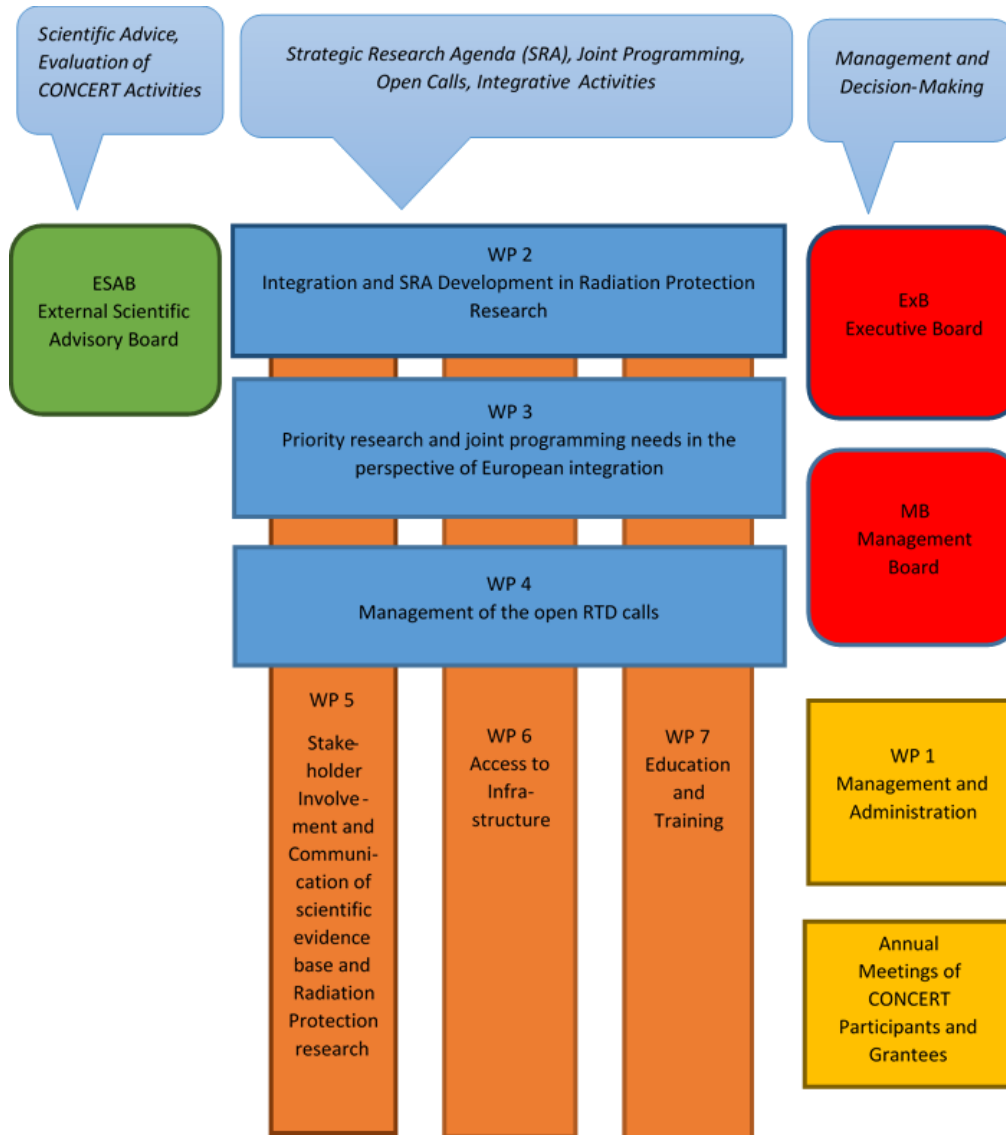 Scientific Advice,
Evaluation of
CONCERT Activities
Strategic Research Agenda (SRA), Joint Programming,
Open Calls, Integrative Activities
Management and
Decision-Making
ESAB
External Scientific
Advisory Board
WP 2
Integration and SRA Development in Radiation Protection
Research
ExB
Executive Board
WP 3
Priority research and joint programming needs in the
perspective of European integration
MB
Management
Board
WP 4
Management of the open RTD calls
WP 5
Stake-
holder
Involve-
ment and
Communi-
cation of
scientific
evidence
base and
Radiation
Protection
research
WP 6
Access to
Infra-
structure
WP 7
Education
and
Training
WP 1
Management and
Administration
Annual
Meetings of
CONCERT
Participants and
Grantees